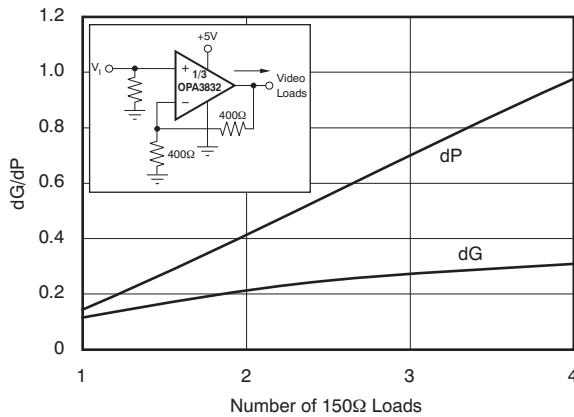 1.2
1.0
0.8
0.6
0.4
0.2
0
dG/dP
+5V
VI
+
1/3
OPA3832
−
Video
Loads
400Ω
400Ω
dP
dG
1
2
3
4
Number of 150Ω Loads